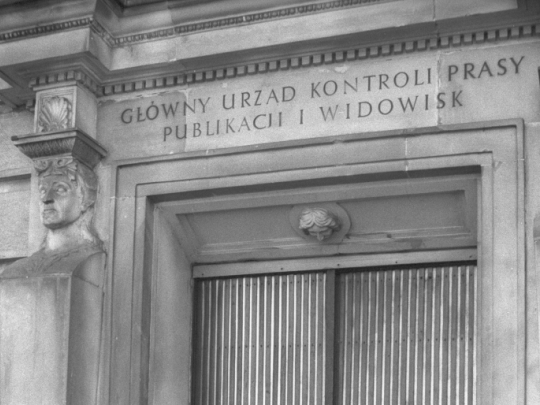 GŁÓWNY URZĄD KONTROLI PRASY
PUBLIKACJI I WIDOWISK